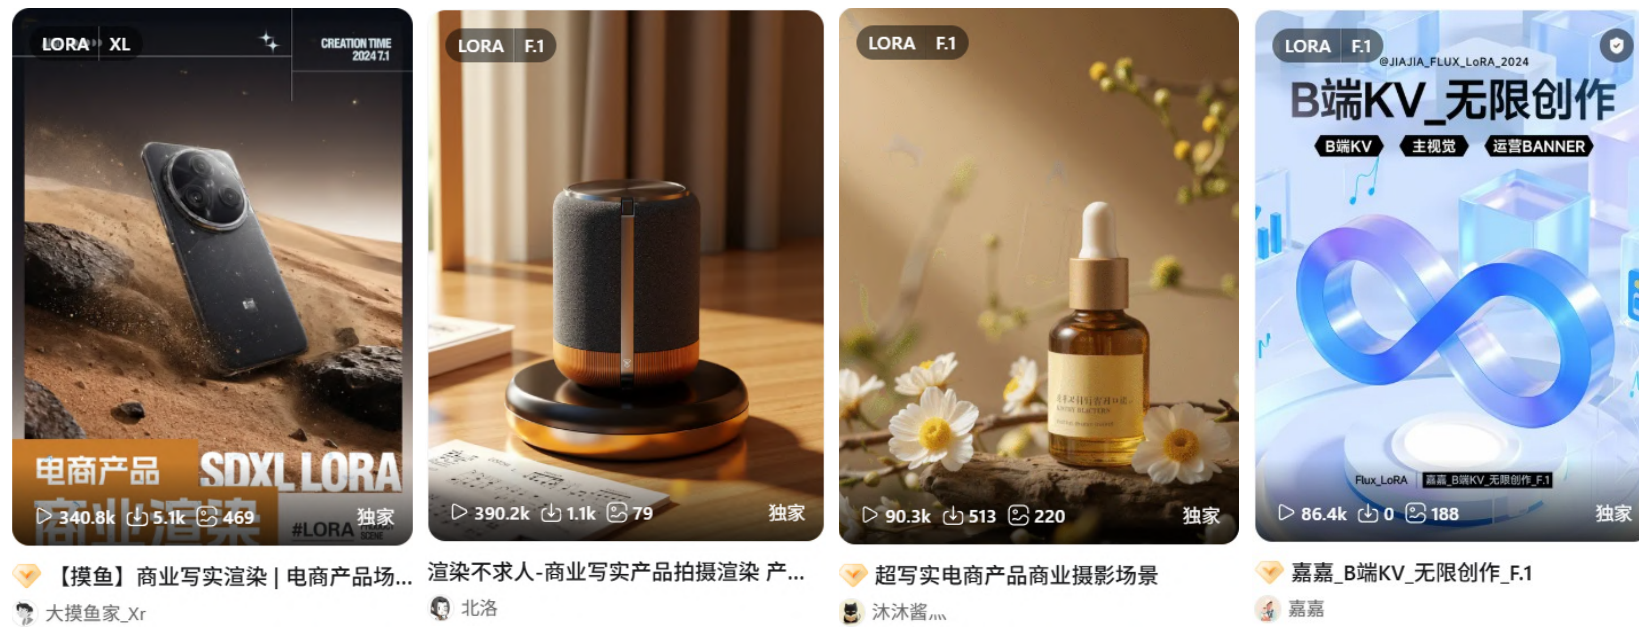 LORA XL
CREATION TIME
2024 7.1
电商产品
SDXL LORA
商业渲染
#LORA
SCENE
340.8k 5.1k 469 独家
【摸鱼】商业写实渲染 | 电商产品场...
大摸鱼家_Xr
LORA F.1
390.2k 1.1k 79 独家
渲染不求人-商业写实产品拍摄渲染 产...
北洛
LORA F.1
90.3k 513 220 独家
超写实电商产品商业摄影场景
沐沐酱灬
LORA F.1
@JIAJIA_FLUX_LoRA_2024
B端KV_无限创作
B端KV 主视觉 运营BANNER
Flux_LoRA 嘉嘉_B端KV_无限创作_F.1
86.4k 0 188 独家
嘉嘉_B端KV_无限创作_F.1
嘉嘉